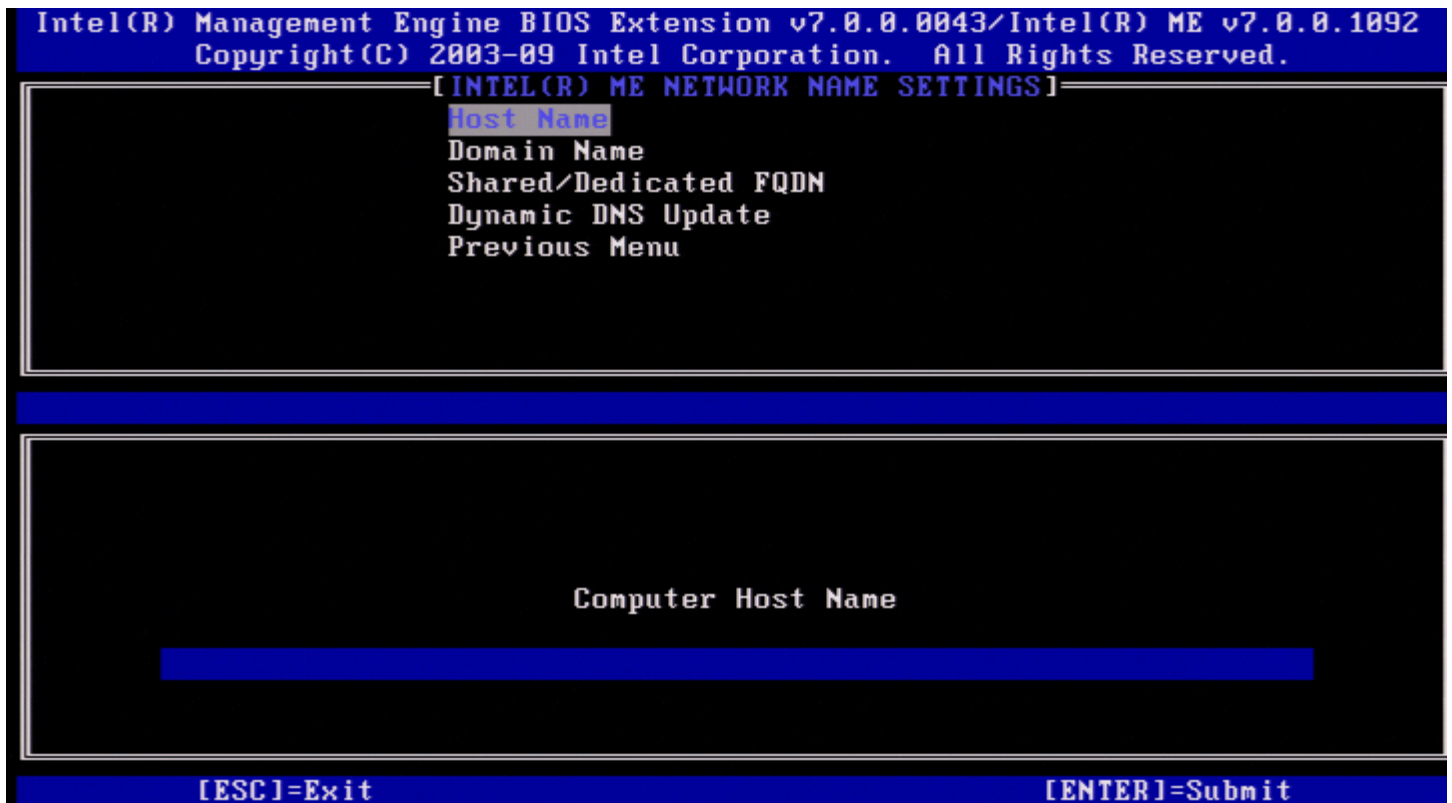 Intel(R) Management Engine BIOS Extension v7.0.0.0043/Intel(R) ME v7.0.0.1092
Copyright(C) 2003-09 Intel Corporation. All Rights Reserved.
[INTEL(R) ME NETWORK NAME SETTINGS]
Host Name
Domain Name
Shared/Dedicated FQDN
Dynamic DNS Update
Previous Menu
Computer Host Name
[ESC]=Exit [ENTER]=Submit